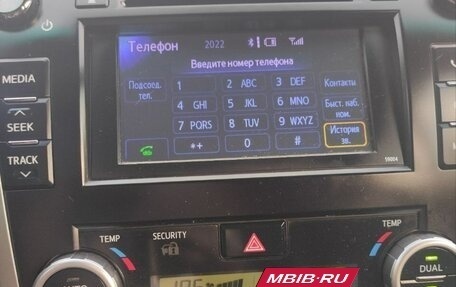 Телефон
2022
Введите номер телефона
MEDIA
Подсоед. тел.
1
2 ABC
3 DEF
Контакты
4 GHI
5 JKL
6 MNO
Быст. наб. ном.
SEEK
7 PQRS
8 TUV
9 WXYZ
История зв.
TRACK
*+
0
#
59004
TEMP
SECURITY
TEMP
DUAL
MBIB·RU